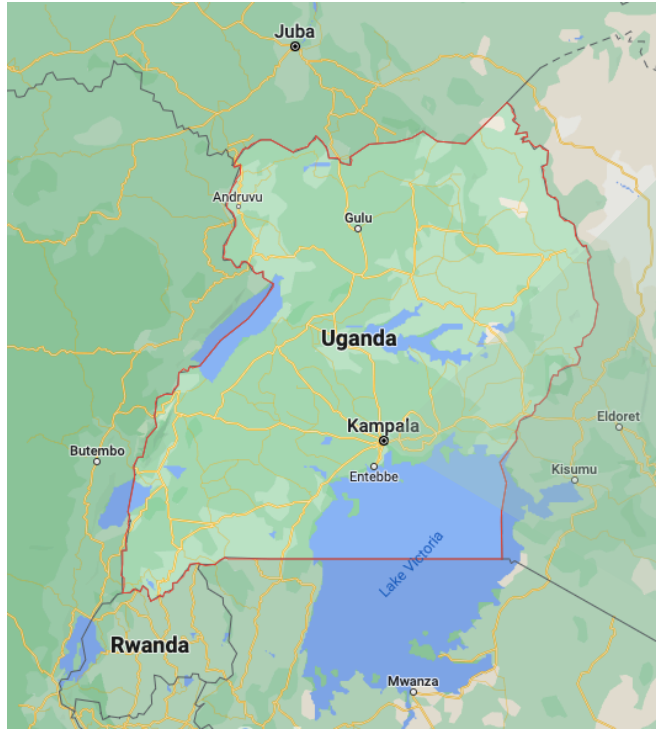 Juba
Andruvu
Gulu
Uganda
Kampala
Eldoret
Butembo
Entebbe
Kisumu
Lake Victoria
Rwanda
Mwanza